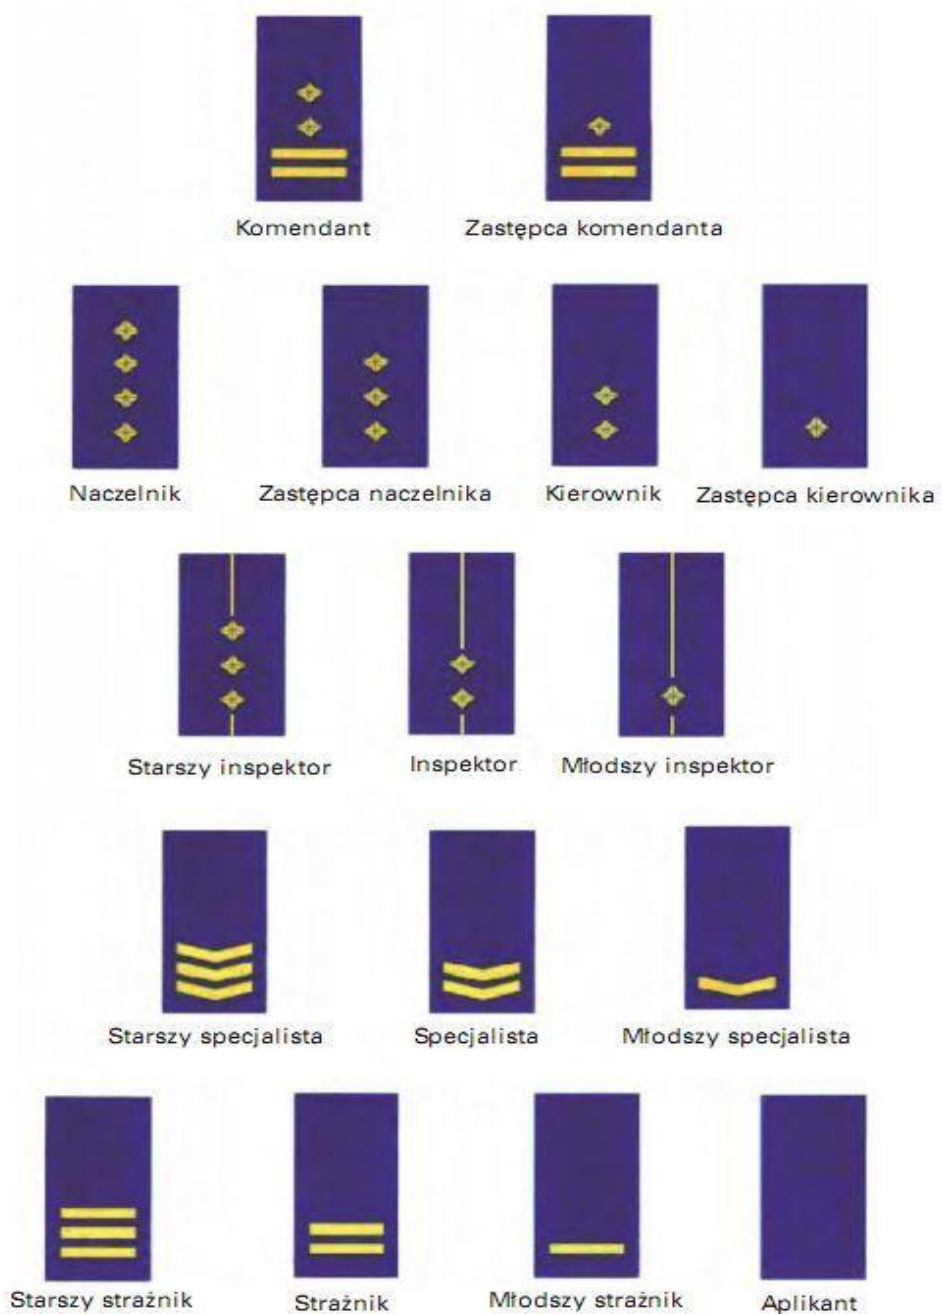 Komendant Zastępca komendanta
Naczelnik Zastępca naczelnika Kierownik Zastępca kierownika
Starszy inspektor Inspektor Młodszy inspektor
Starszy specjalista Specjalista Młodszy specjalista
Starszy strażnik Strażnik Młodszy strażnik Aplikant